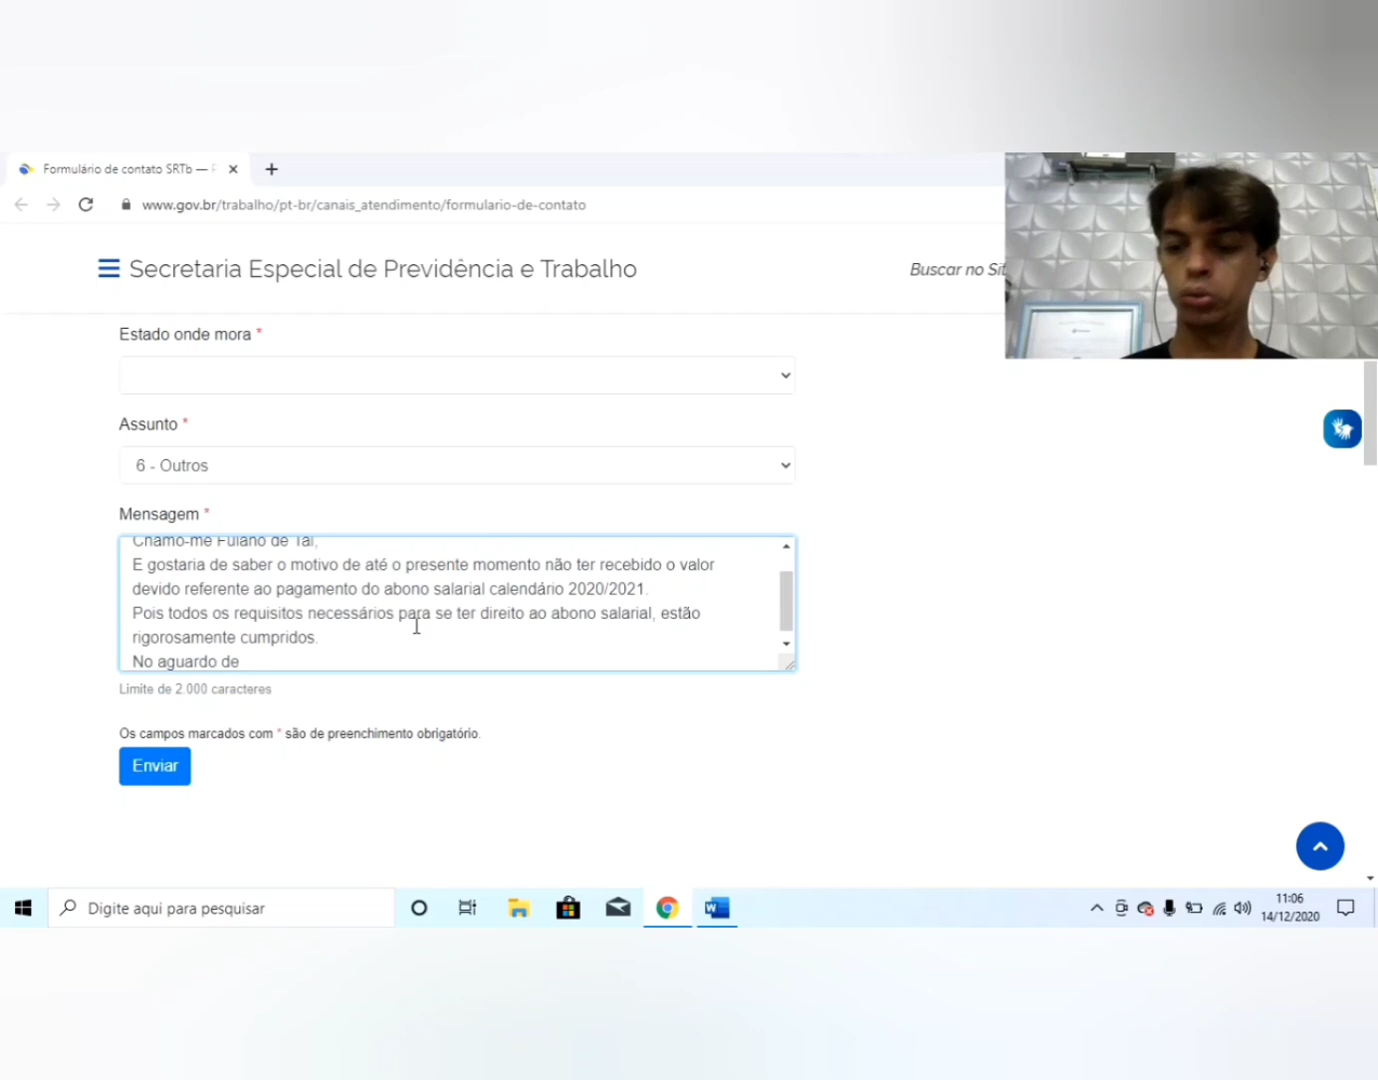 Formulário de contato SRTb —
www.gov.br/trabalho/pt-br/canais_atendimento/formulario-de-contato
Secretaria Especial de Previdência e Trabalho
Buscar no Sit
Estado onde mora *
Assunto *
6 - Outros
Mensagem *
Chamo-me Fulano de Tal,
E gostaria de saber o motivo de até o presente momento não ter recebido o valor
devido referente ao pagamento do abono salarial calendário 2020/2021.
Pois todos os requisitos necessários para se ter direito ao abono salarial, estão
rigorosamente cumpridos.
No aguardo de
Limite de 2.000 caracteres
Os campos marcados com * são de preenchimento obrigatório.
Enviar
Digite aqui para pesquisar
11:06
14/12/2020